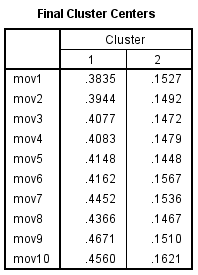 Final Cluster Centers
Cluster
1 2
mov1 .3835 .1527
mov2 .3944 .1492
mov3 .4077 .1472
mov4 .4083 .1479
mov5 .4148 .1448
mov6 .4162 .1567
mov7 .4452 .1536
mov8 .4366 .1467
mov9 .4671 .1510
mov10 .4560 .1621